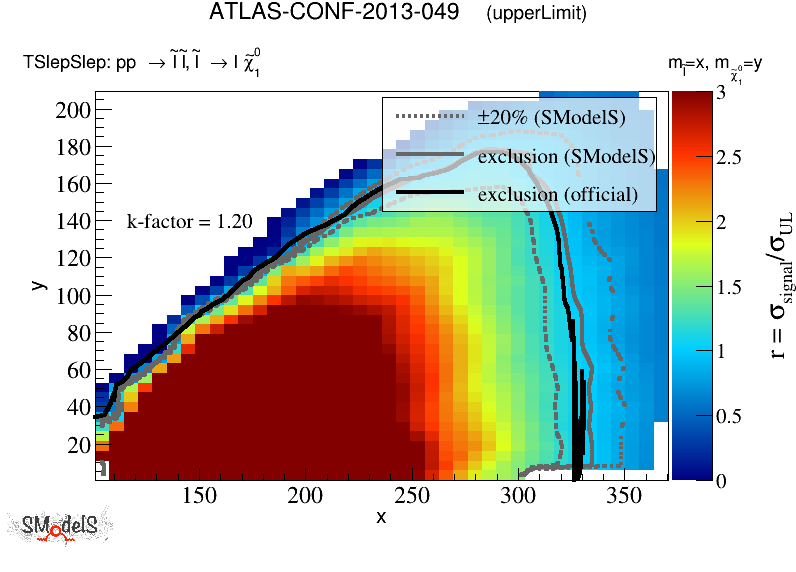 ATLAS-CONF-2013-049 (upperLimit)
TSlepSlep: pp → l̃ l̃, l̃ → l χ̃₁⁰
m_l̃=x, m_χ̃₁⁰=y
±20% (SModelS)
exclusion (SModelS)
exclusion (official)
k-factor = 1.20
200
180
160
140
120
100
80
60
40
20
y
150
200
250
300
350
x
3
2.5
2
1.5
1
0.5
0
r = σ_signal/σ_UL
SModelS